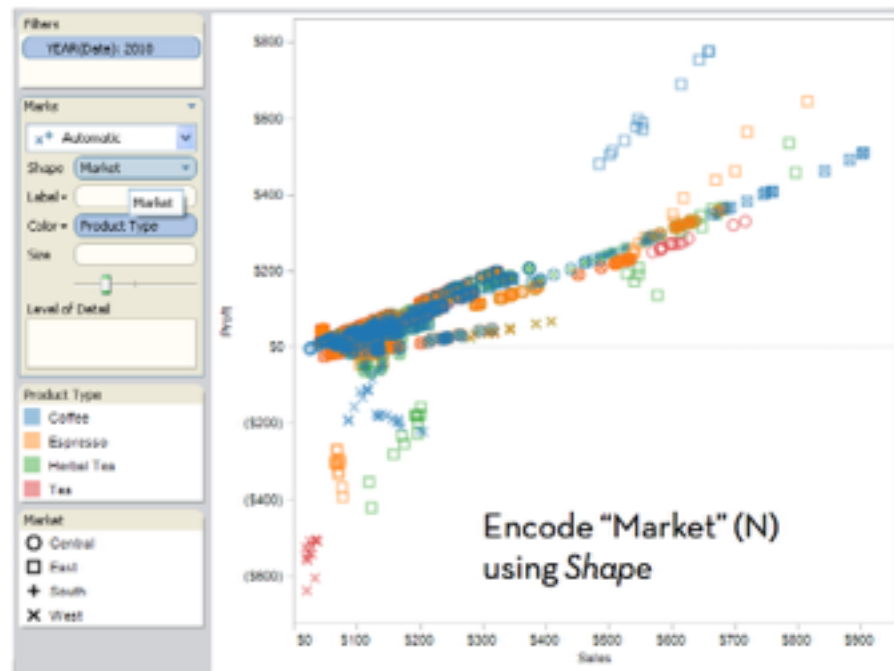 Filters
YEAR(Date): 2010
Marks
Automatic
Shape Market
Label
Market
Color Product Type
Size
Level of Detail
Product Type
Coffee
Espresso
Herbal Tea
Tea
Market
Central
East
South
West
Profit
$800
$600
$400
$200
$0
($200)
($400)
($600)
$0 $100 $200 $300 $400 $500 $600 $700 $800 $900
Sales
Encode “Market” (N)
using Shape